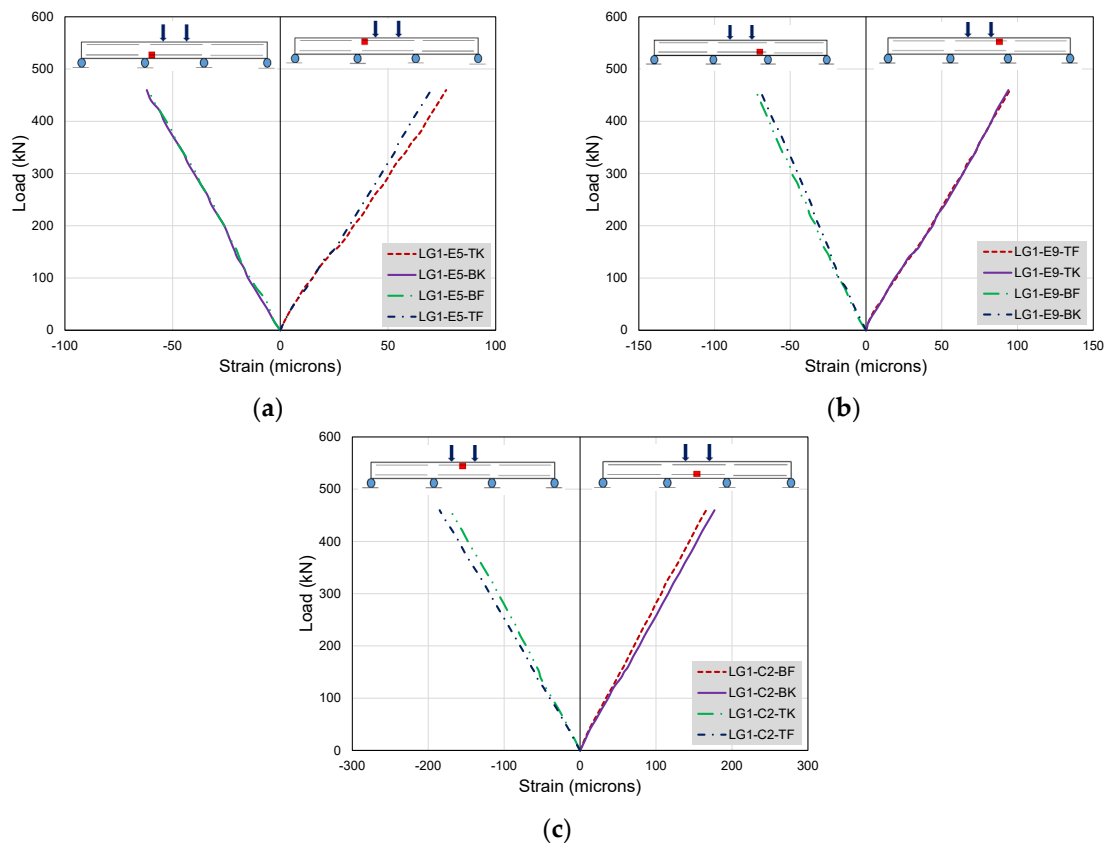 600
500
400
300
200
100
0
Load (kN)
-100
-50
0
50
100
Strain (microns)
LG1-E5-TK
LG1-E5-BK
LG1-E5-BF
LG1-E5-TF
(a)
600
500
400
300
200
100
0
Load (kN)
-150
-100
-50
0
50
100
150
Strain (microns)
LG1-E9-TF
LG1-E9-TK
LG1-E9-BF
LG1-E9-BK
(b)
600
500
400
300
200
100
0
Load (kN)
-300
-200
-100
0
100
200
300
Strain (microns)
LG1-C2-BF
LG1-C2-BK
LG1-C2-TK
LG1-C2-TF
(c)